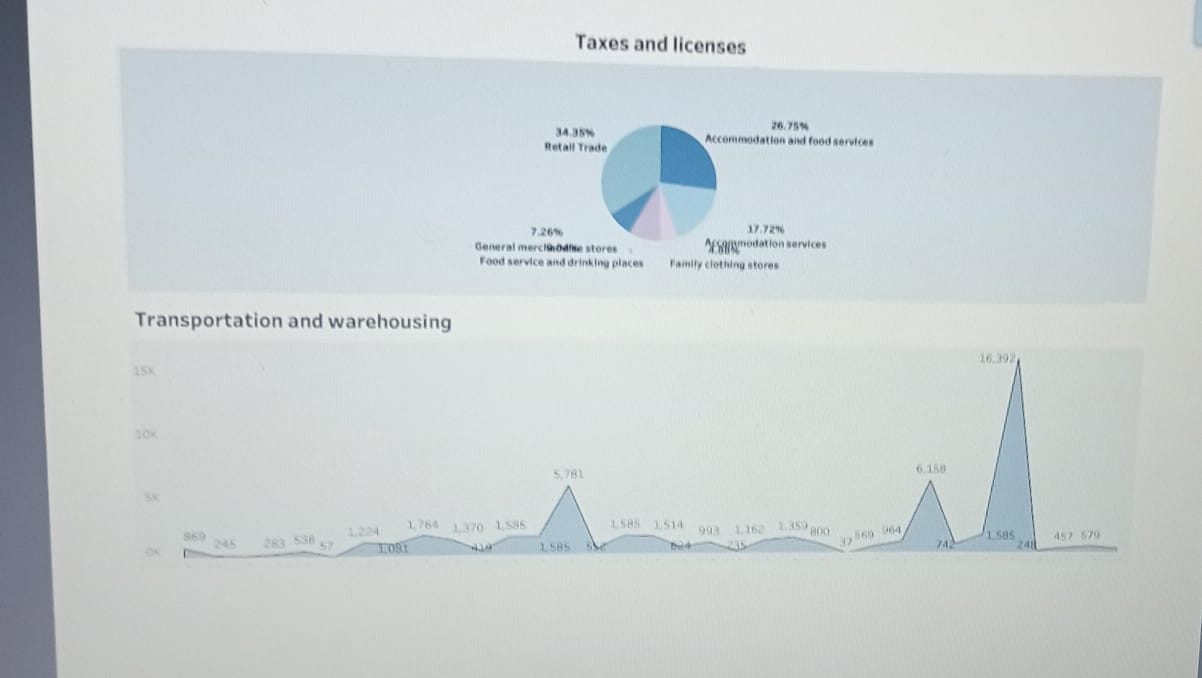 Taxes and licenses
34.35%
Retail Trade
26.75%
Accommodation and food services
7.26%
General merchandise stores
Food service and drinking places
17.72%
Accommodation services
Family clothing stores
Transportation and warehousing
15K
10K
5K
0K
869
245
283
538
57
1,224
1,081
1,764
1,370
1,585
1,585
5,781
1,585
1,514
624
993
235
1,162
1,359
800
37
569
964
6,158
742
1,585
16,392
248
457
579